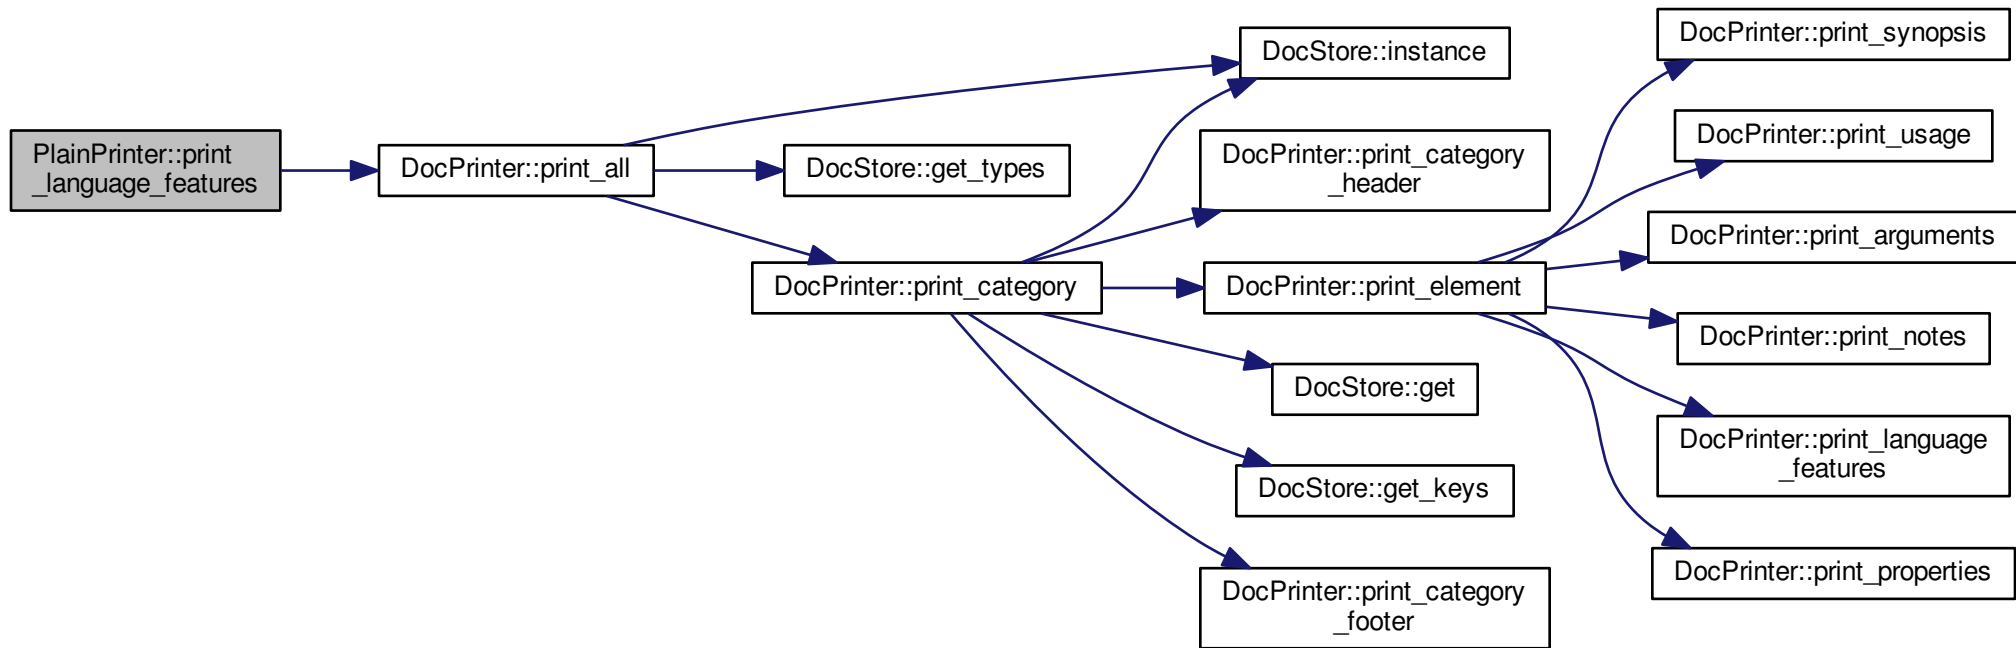 PlainPrinter::print
_language_features
DocPrinter::print_all
DocStore::instance
DocStore::get_types
DocPrinter::print_category
DocPrinter::print_category
_header
DocPrinter::print_element
DocStore::get
DocStore::get_keys
DocPrinter::print_category
_footer
DocPrinter::print_synopsis
DocPrinter::print_usage
DocPrinter::print_arguments
DocPrinter::print_notes
DocPrinter::print_language
_features
DocPrinter::print_properties